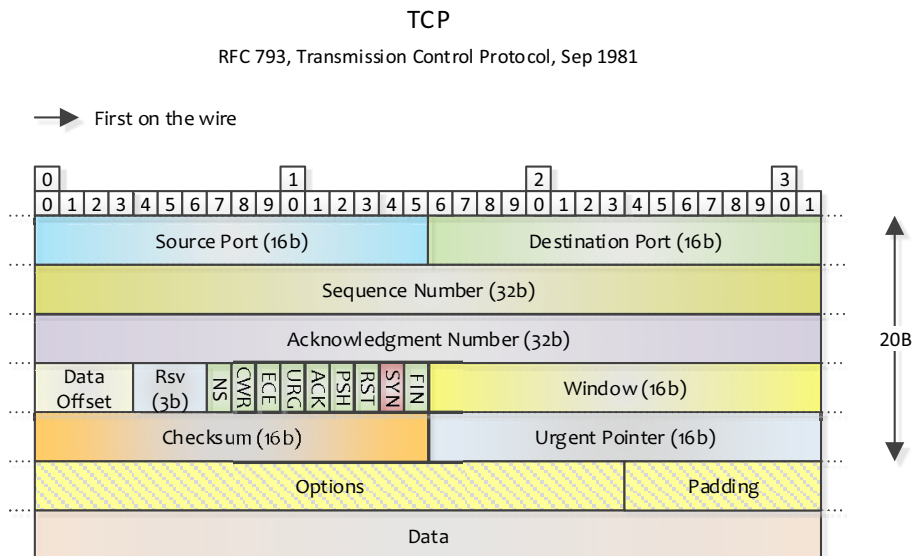 TCP
RFC 793, Transmission Control Protocol, Sep 1981
First on the wire
0 1 2 3
0 1 2 3 4 5 6 7 8 9 0 1 2 3 4 5 6 7 8 9 0 1 2 3 4 5 6 7 8 9 0 1
Source Port (16b) Destination Port (16b)
Sequence Number (32b)
Acknowledgment Number (32b)
20B
Data Offset Rsv (3b) NS CWR ECE URG ACK PSH RST SYN FIN Window (16b)
Checksum (16b) Urgent Pointer (16b)
Options Padding
Data